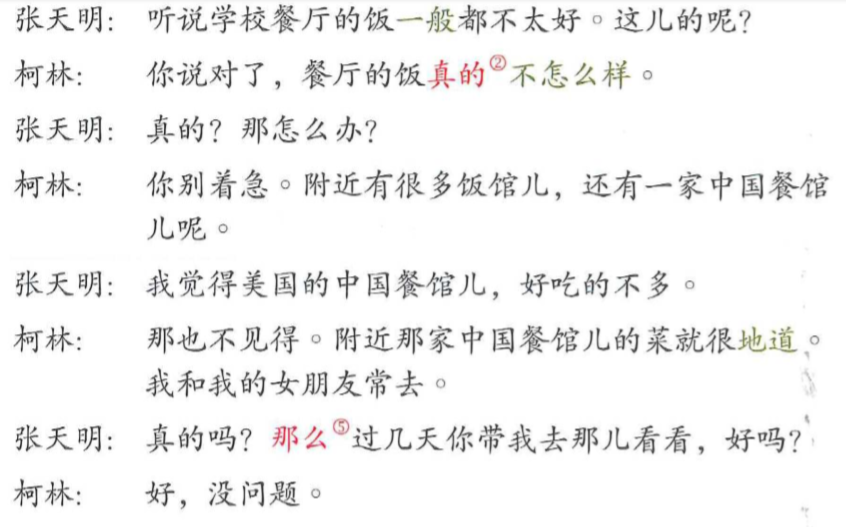 张天明: 听说学校餐厅的饭一般都不太好。这儿的呢?
柯林: 你说对了，餐厅的饭真的②不怎么样。
张天明: 真的? 那怎么办?
柯林: 你别着急。附近有很多饭馆儿，还有一家中国餐馆
儿呢。
张天明: 我觉得美国的中国餐馆儿，好吃的不多。
柯林: 那也不见得。附近那家中国餐馆儿的菜就很地道。
我和我的女朋友常去。
张天明: 真的吗? 那么⑤过几天你带我去那儿看看，好吗?
柯林: 好，没问题。